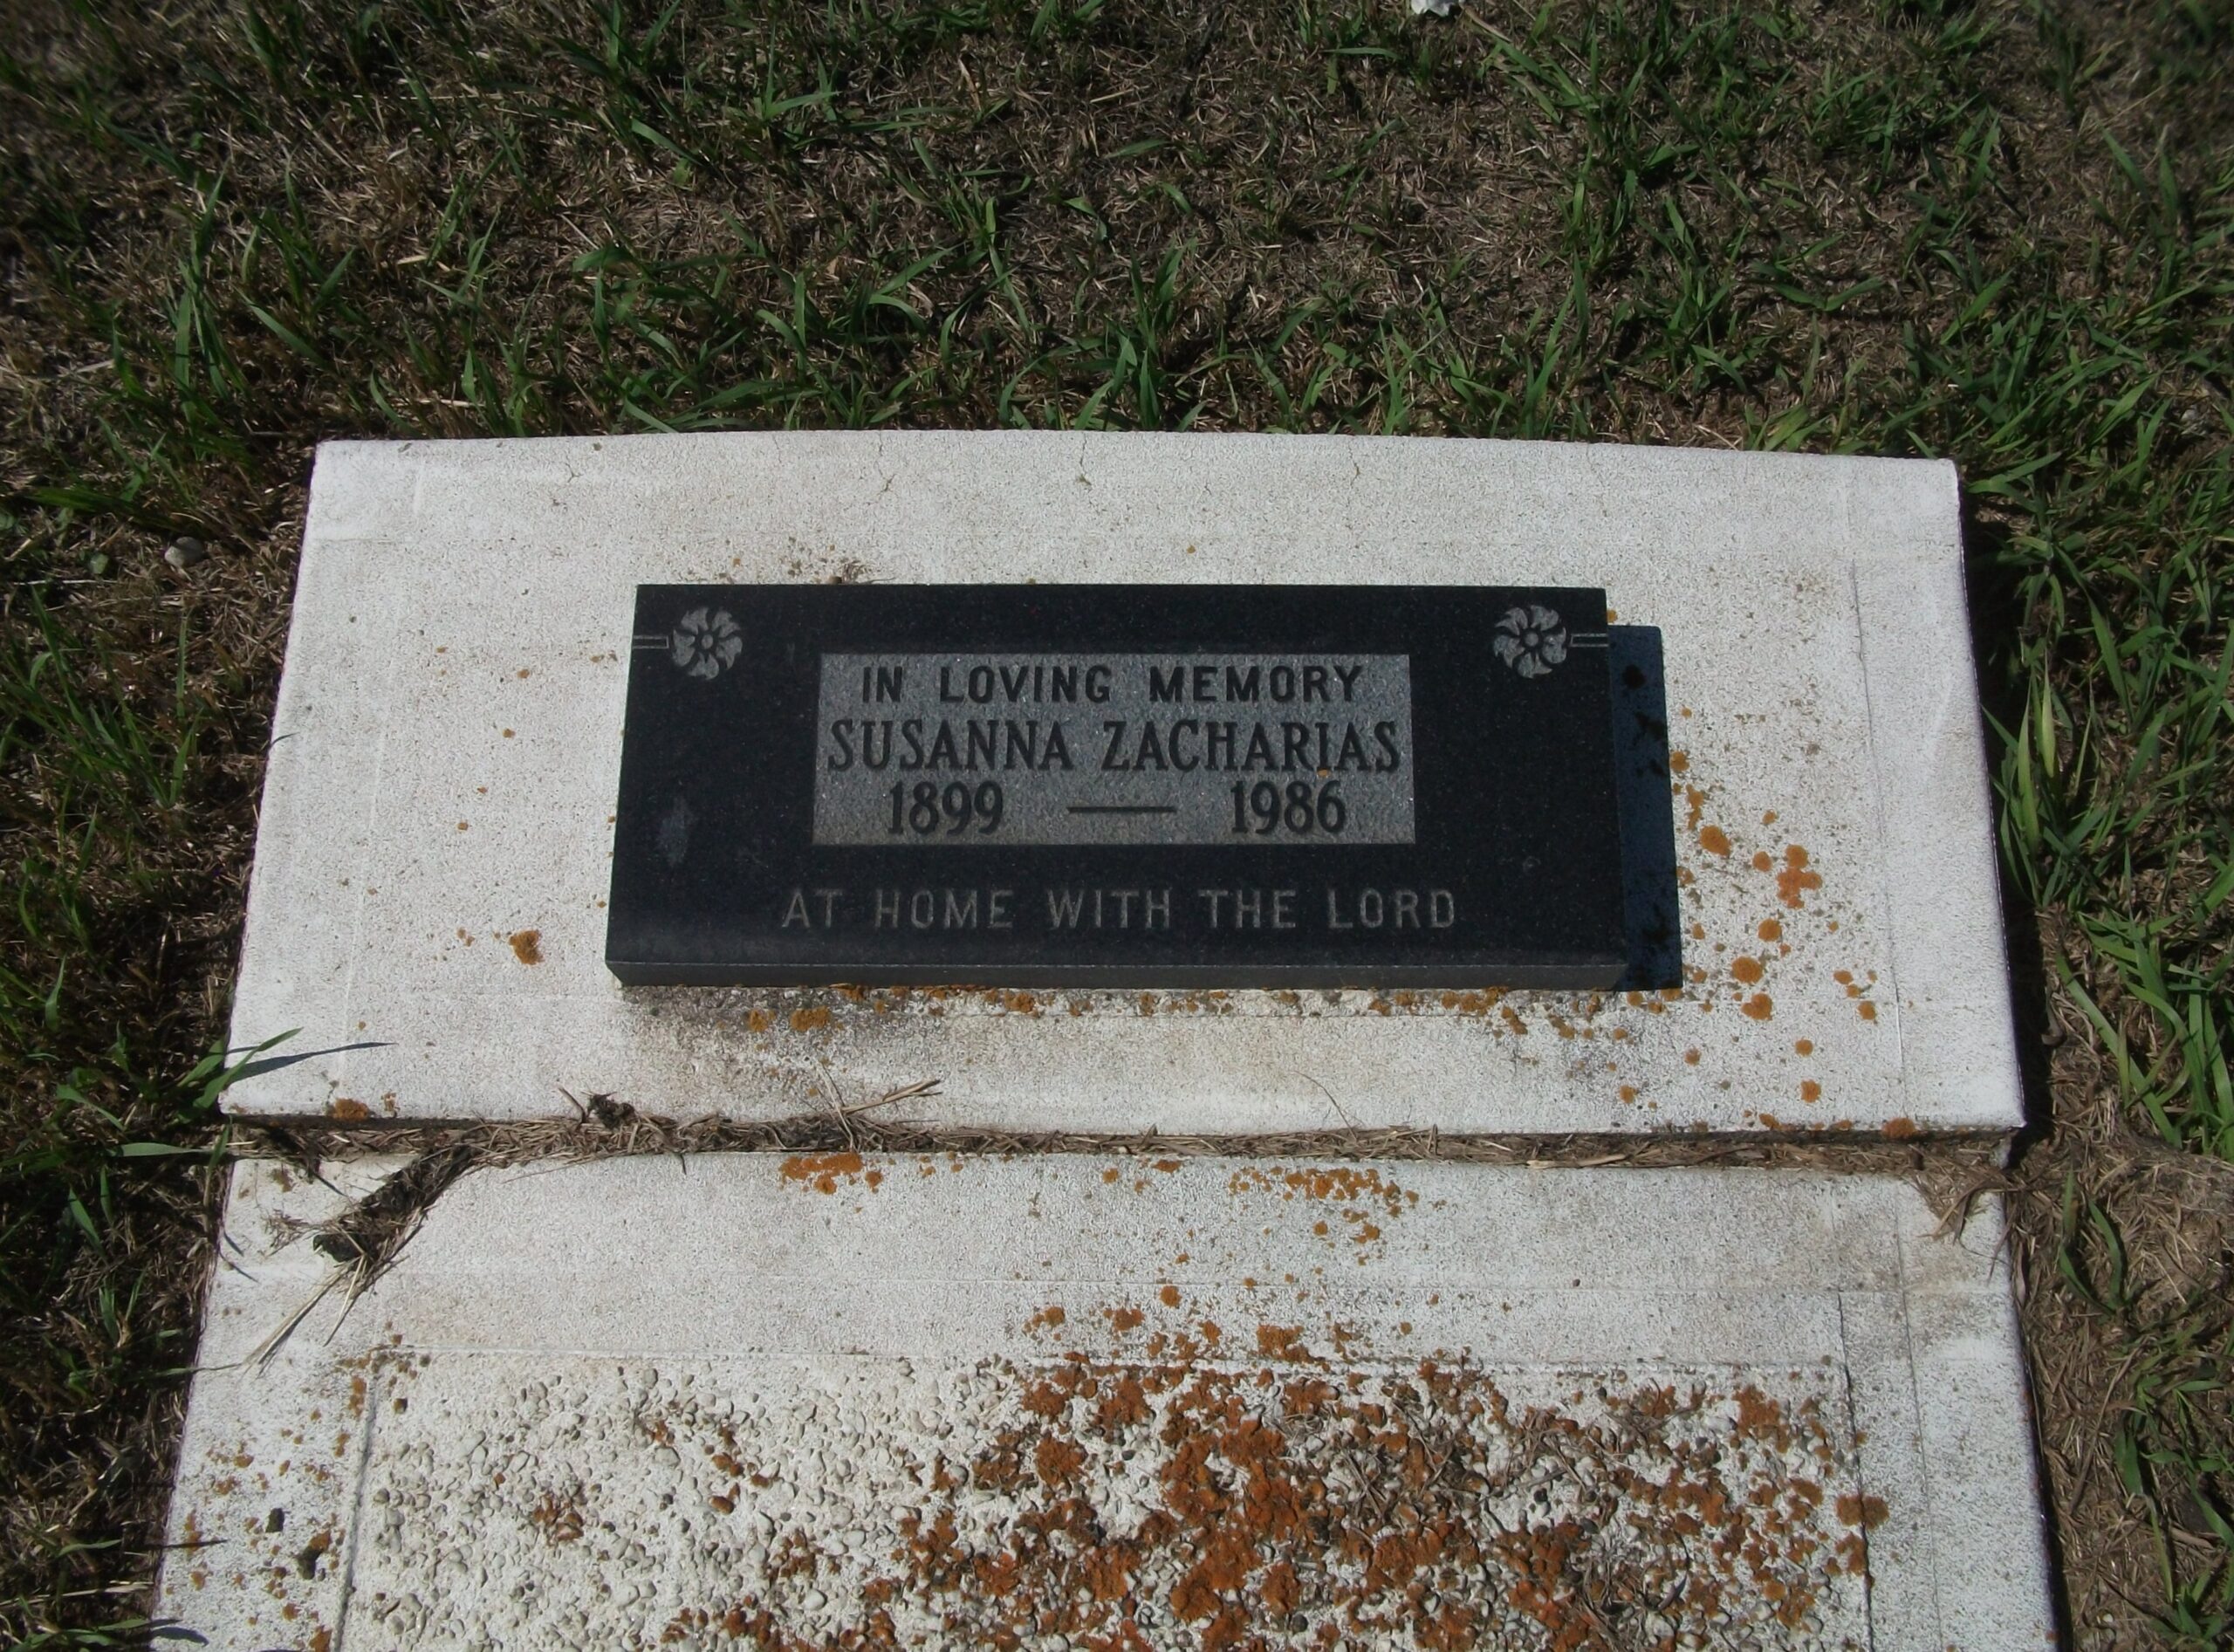 IN LOVING MEMORY
SUSANNA ZACHARIAS
1899 — 1986
AT HOME WITH THE LORD